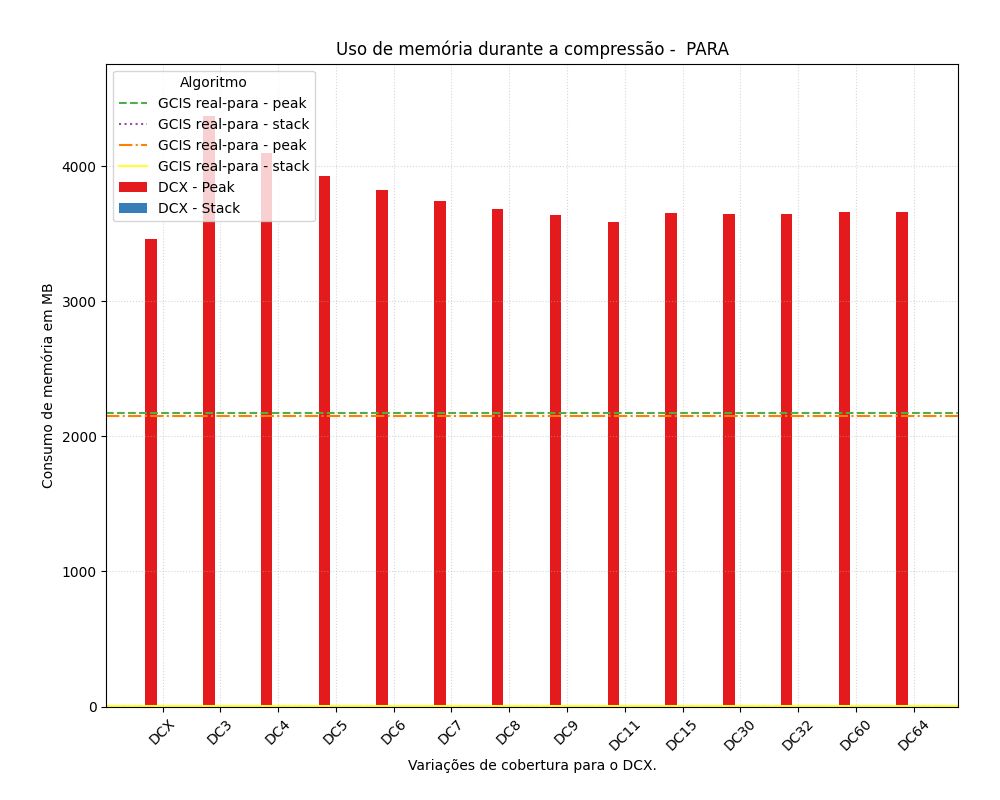 Uso de memória durante a compressão -  PARA
Algoritmo
GCIS real-para - peak
GCIS real-para - stack
GCIS real-para - peak
GCIS real-para - stack
DCX - Peak
DCX - Stack
Consumo de memória em MB
4000
3000
2000
1000
0
DCX DC3 DC4 DC5 DC6 DC7 DC8 DC9 DC11 DC15 DC30 DC32 DC60 DC64
Variações de cobertura para o DCX.